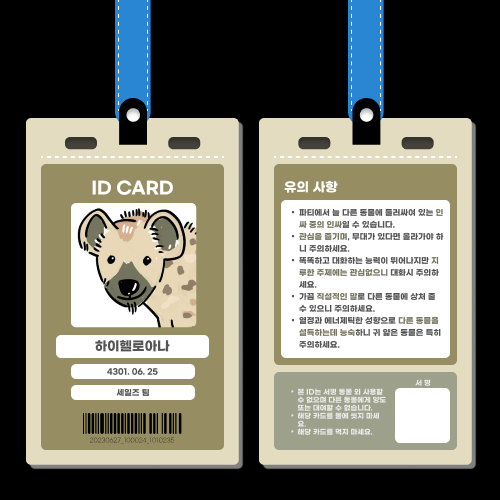 ID CARD
하이헬로아나
4301. 06. 25
세일즈 팀
20230627_100024_1010235
유의 사항
• 파티에서 늘 다른 동물에 둘러싸여 있는 인
싸 중의 인싸일 수 있습니다.
• 관심을 즐기며, 무대가 있다면 올라가야 하
니 주의하세요.
• 똑똑하고 대화하는 능력이 뛰어나지만 지
루한 주제에는 관심없으니 대화시 주의하
세요.
• 가끔 직설적인 말로 다른 동물에 상처 줄
수 있으니 주의하세요.
• 열정과 에너제틱한 성향으로 다른 동물을
설득하는데 능숙하니 귀 얇은 동물은 특히
주의하세요.
서 명
• 본 ID는 서명 동물 외 사용할
수 없으며 다른 동물에게 양도
또는 대여할 수 없습니다.
• 해당 카드를 물에 씻지 마세
요.
• 해당 카드를 먹지 마세요.